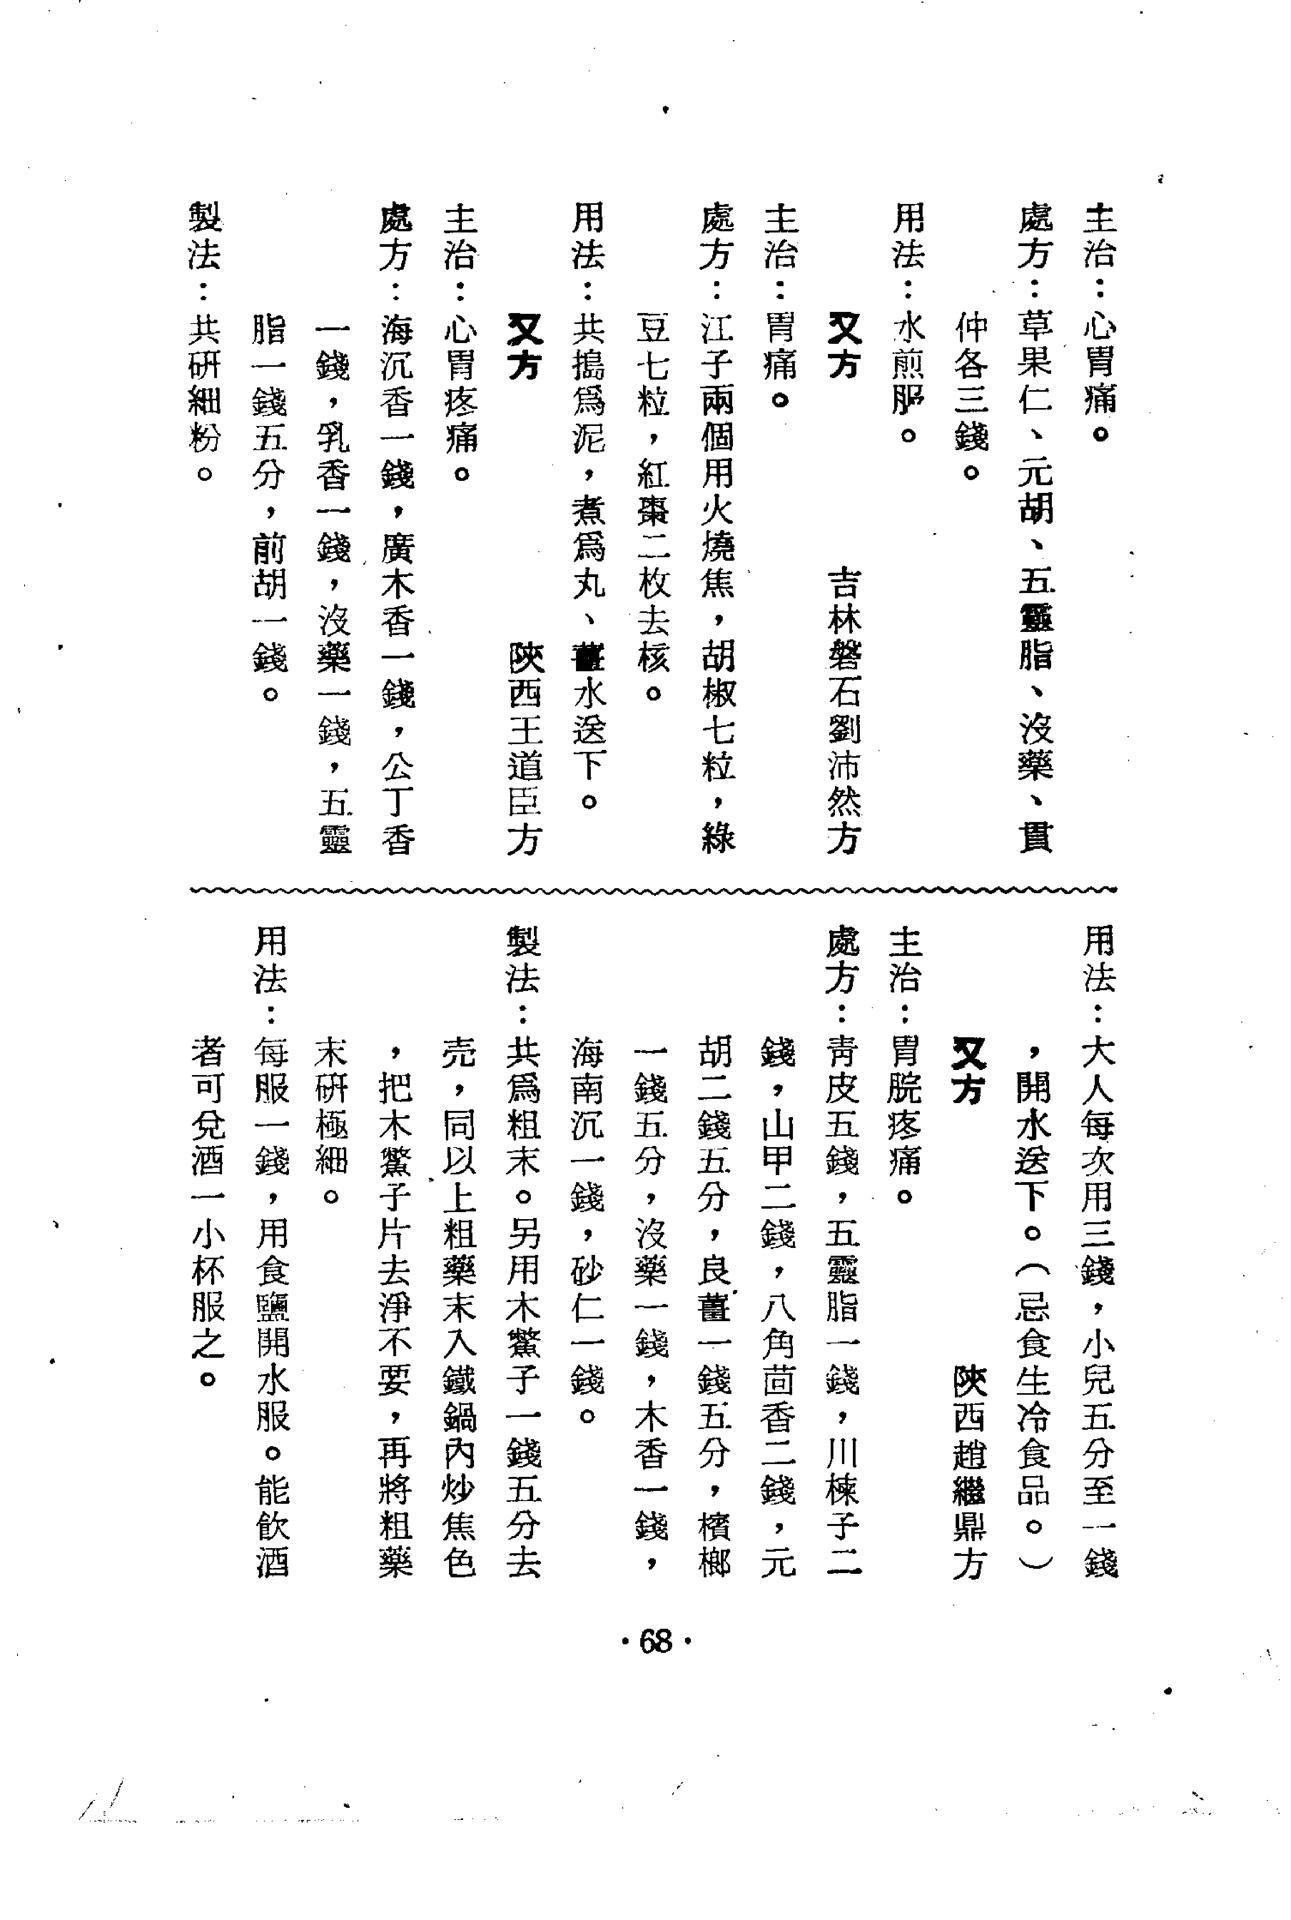 主治：心胃痛。
處方：草果仁、元胡、五靈脂、沒藥、貫
仲各三錢。
用法：水煎服。
又方　吉林磐石劉沛然方
主治：胃痛。
處方：江子兩個用火燒焦，胡椒七粒，綠
豆七粒，紅棗二枚去核。
用法：共搗爲泥，煮爲丸、薑水送下。
又方　陝西王道臣方
主治：心胃疼痛。
處方：海沉香一錢，廣木香一錢，公丁香
一錢，乳香一錢，沒藥一錢，五靈
脂一錢五分，前胡一錢。
製法：共研細粉。
用法：大人每次用三錢，小兒五分至一錢
，開水送下。（忌食生冷食品。）
又方　陝西趙繼鼎方
主治：胃脘疼痛。
處方：靑皮五錢，五靈脂一錢，川楝子二
錢，山甲二錢，八角茴香二錢，元
胡二錢五分，良薑一錢五分，檳榔
一錢五分，沒藥一錢，木香一錢，
海南沉一錢，砂仁一錢。
製法：共爲粗末。另用木鱉子一錢五分去
壳，同以上粗藥末入鐵鍋內炒焦色
，把木鱉子片去淨不要，再將粗藥
末硏極細。
用法：每服一錢，用食鹽開水服。能飲酒
者可兌酒一小杯服之。
·68·